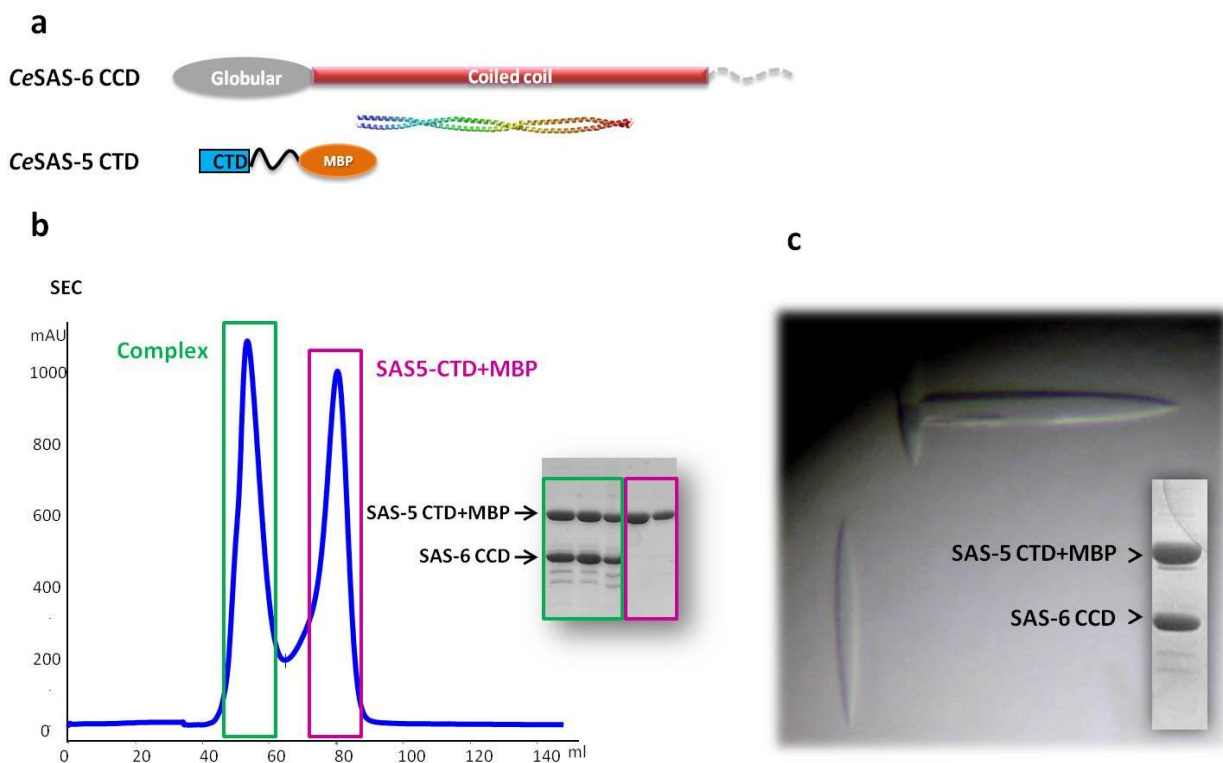 a
CeSAS-6 CCD
Globular
Coiled coil
CeSAS-5 CTD
CTD
MBP
b
SEC
mAU
1000
800
600
400
200
0
0 20 40 60 80 100 120 140 ml
Complex
SAS5-CTD+MBP
SAS-5 CTD+MBP
SAS-6 CCD
c
SAS-5 CTD+MBP >
SAS-6 CCD >